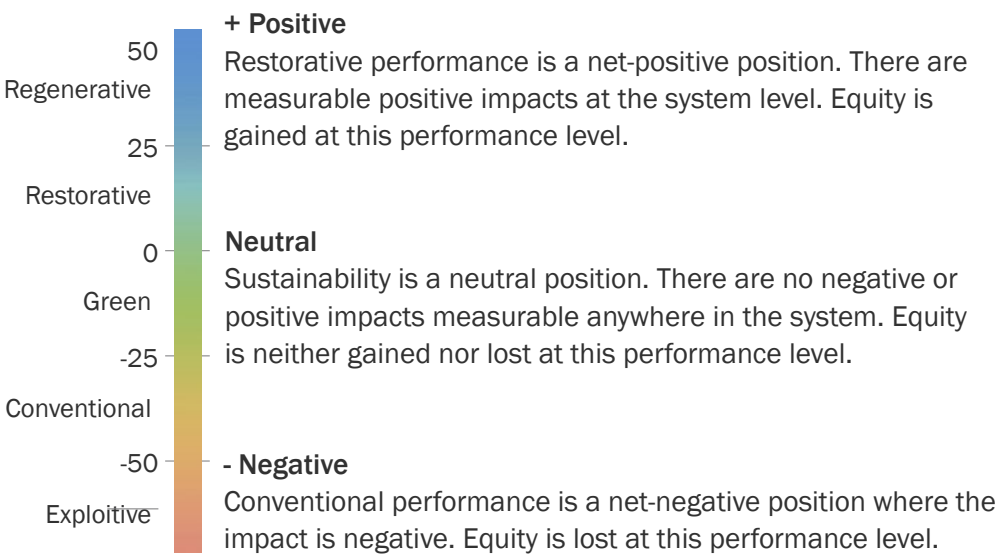 + Positive
50
Restorative performance is a net-positive position. There are
Regenerative
measurable positive impacts at the system level. Equity is
gained at this performance level.
25
Restorative
Neutral
0
Sustainability is a neutral position. There are no negative or
Green
positive impacts measurable anywhere in the system. Equity
is neither gained nor lost at this performance level.
-25
Conventional
- Negative
-50
Conventional performance is a net-negative position where the
Exploitive
impact is negative. Equity is lost at this performance level.